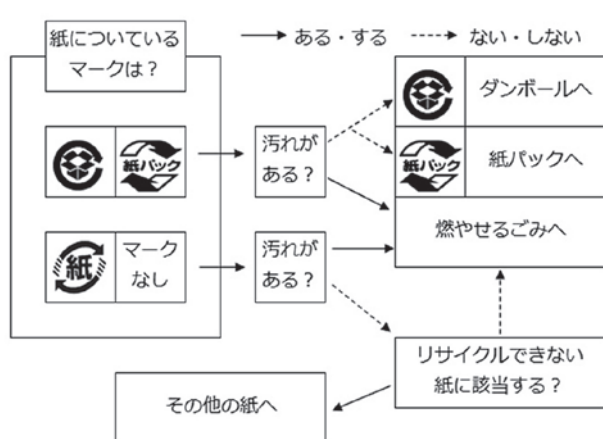 紙についている
マークは？
ある・する
ない・しない
紙パック
汚れが
ある？
ダンボールへ
紙パック
紙パックへ
燃やせるごみへ
紙
マーク
なし
汚れが
ある？
リサイクルできない
紙に該当する？
その他の紙へ